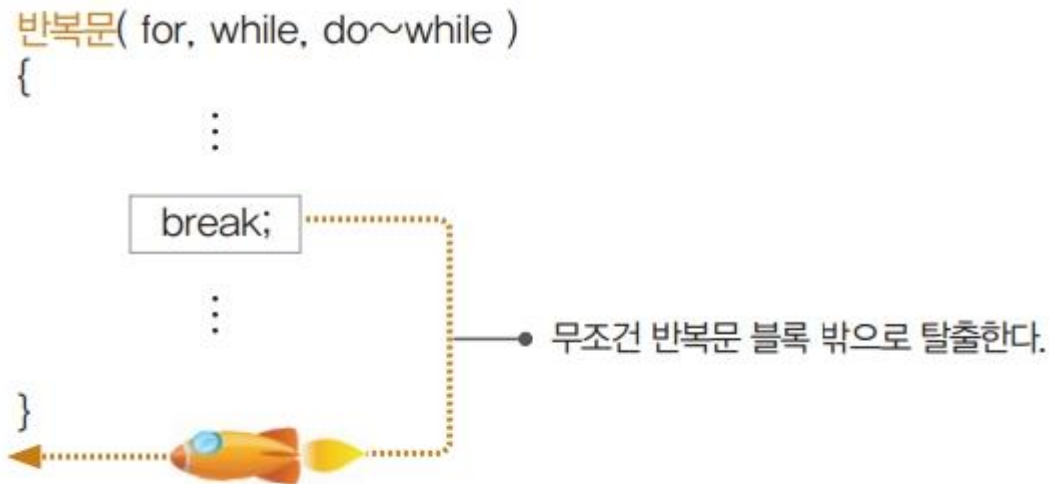 반복문( for, while, do~while )
{
⋮
break;
⋮
무조건 반복문 블록 밖으로 탈출한다.
}